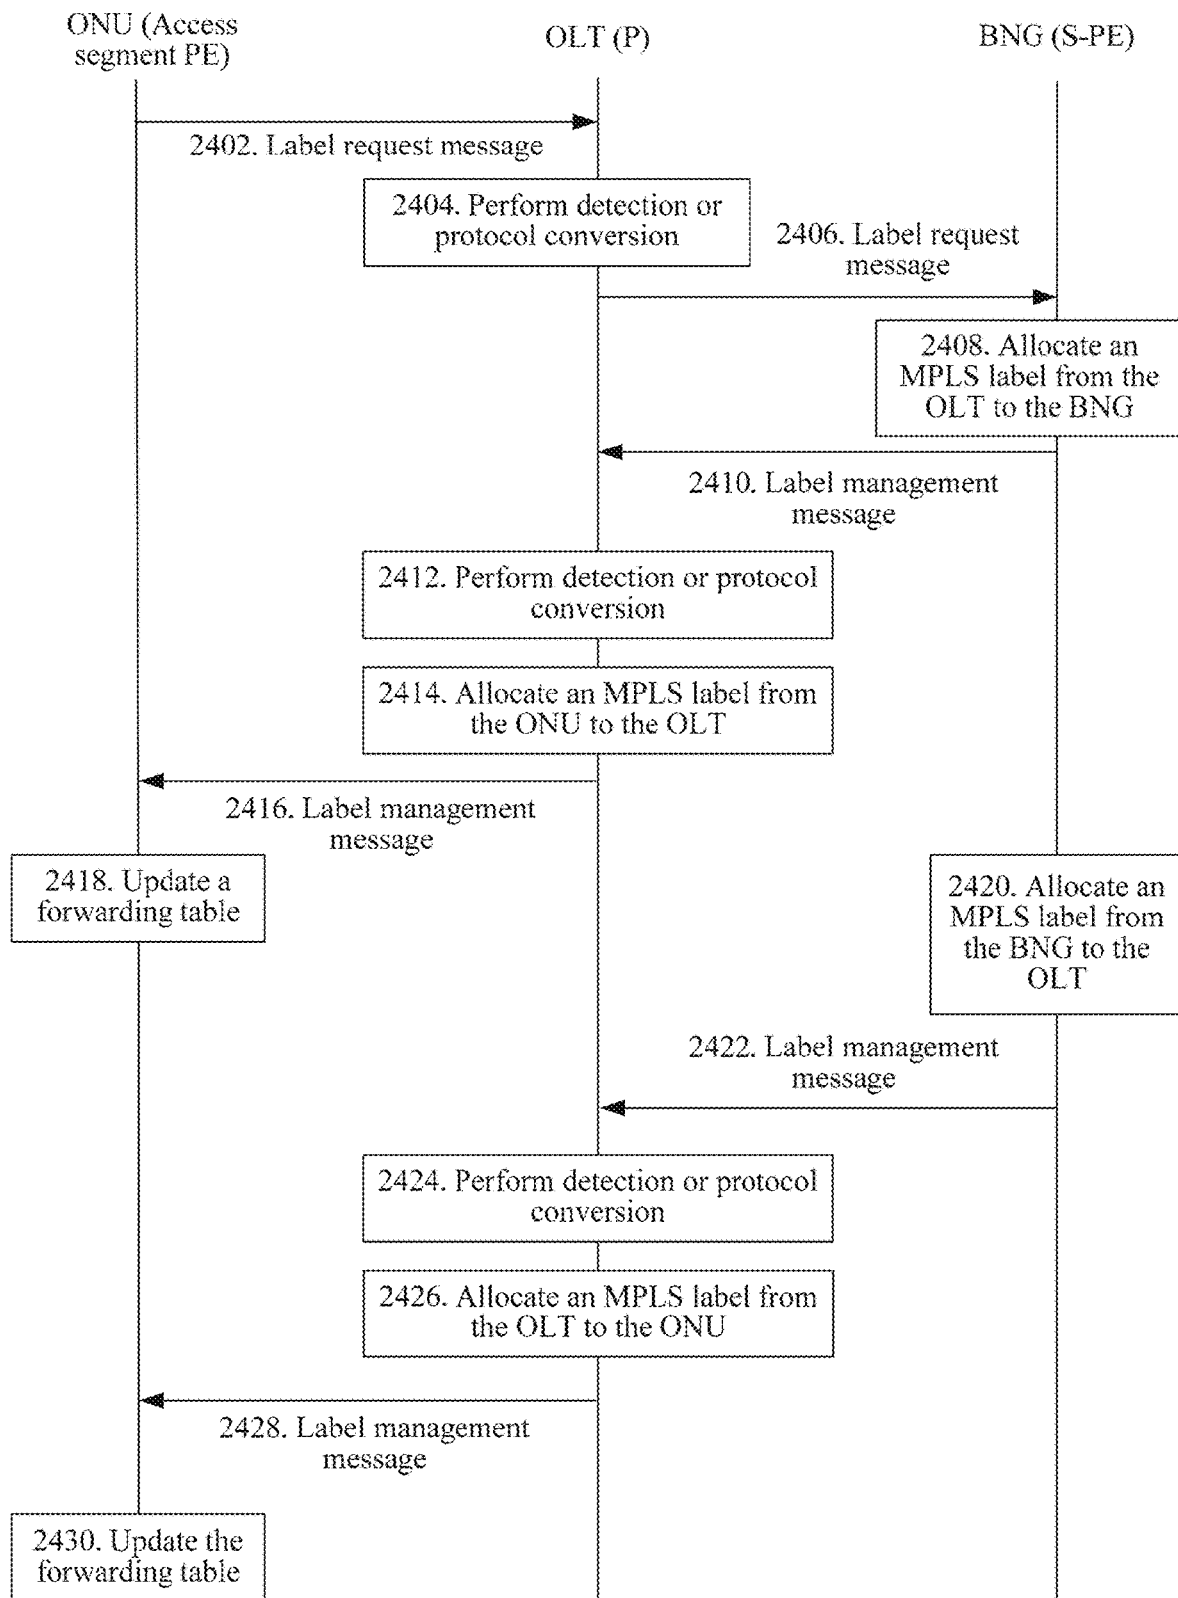 ONU (Access
segment PE)
OLT (P)
BNG (S-PE)
2402. Label request message
2404. Perform detection or
protocol conversion
2406. Label request
message
2408. Allocate an
MPLS label from the
OLT to the BNG
2410. Label management
message
2412. Perform detection or protocol
conversion
2414. Allocate an MPLS label from
the ONU to the OLT
2416. Label management
message
2418. Update a
forwarding table
2420. Allocate an
MPLS label from
the BNG to the
OLT
2422. Label management
message
2424. Perform detection or protocol
conversion
2426. Allocate an MPLS label from
the OLT to the ONU
2428. Label management
message
2430. Update the
forwarding table